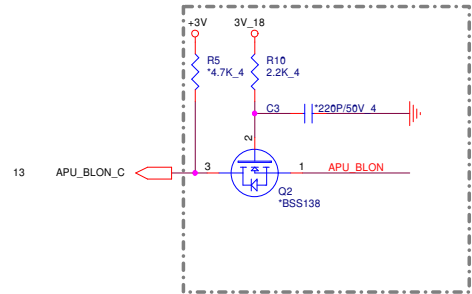 +3V 3V_18
R5 R10
*4.7K_4 2.2K_4
C3 *220P/50V_4
2
13 APU_BLON_C 3 1 APU_BLON
Q2
*BSS138